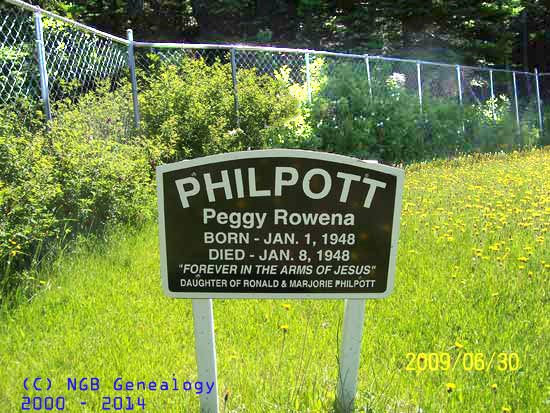 PHILPOTT
Peggy Rowena
BORN - JAN. 1, 1948
DIED - JAN. 8, 1948
"FOREVER IN THE ARMS OF JESUS"
DAUGHTER OF RONALD & MARJORIE PHILPOTT
2009/06/30
(C) NGB Genealogy
2000 - 2014